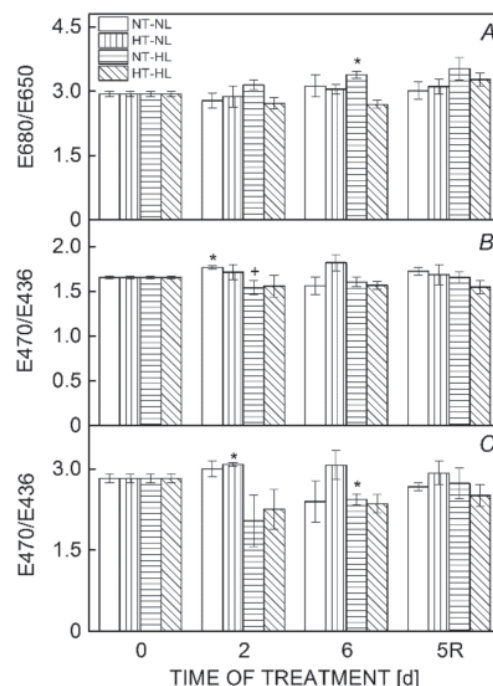 4.5
NT-NL
HT-NL
NT-HL
HT-HL
A
*
3.0
1.5
0
E680/E650
2.0
B
*
+
1.5
1.0
0.5
0
E470/E436
C
*
*
3.0
1.5
0
E470/E436
0 2 6 5R
TIME OF TREATMENT [d]